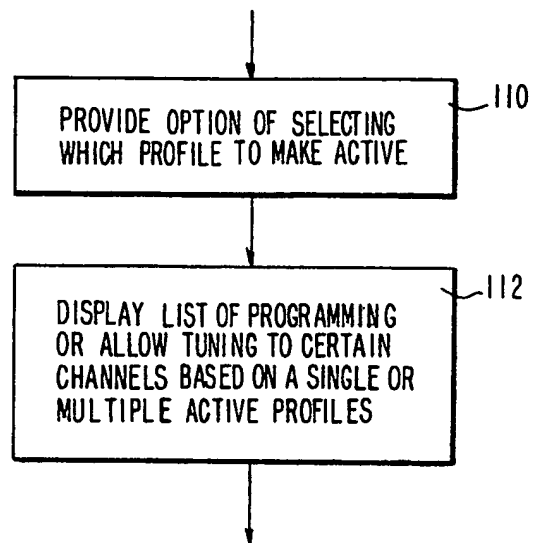 PROVIDE OPTION OF SELECTING
WHICH PROFILE TO MAKE ACTIVE
110
DISPLAY LIST OF PROGRAMMING
OR ALLOW TUNING TO CERTAIN
CHANNELS BASED ON A SINGLE OR
MULTIPLE ACTIVE PROFILES
112